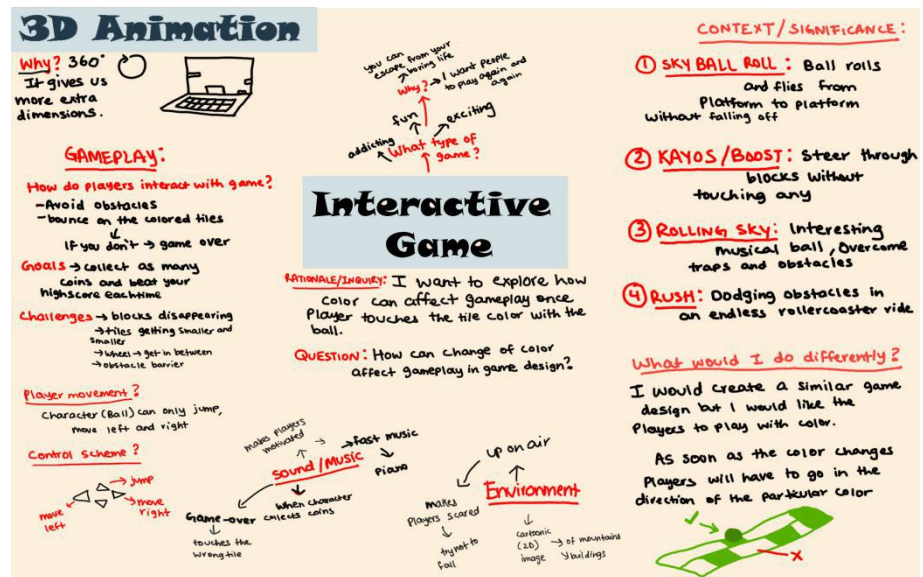 3D Animation
Why? 360°
It gives us
more extra
dimensions.
GAMEPLAY:
How do players interact with game?
-Avoid obstacles
-bounce on the colored tiles
If you don't → game over
Goals → collect as many
coins and beat your
highscore eachtime
Challenges → blocks disappearing
→ tiles getting smaller and
smaller
→ wheel → get in between
→ obstacle barrier
Player movement?
Character (Ball) can only jump,
move left and right
Control scheme?
→ jump
move
left
move
right
you can
escape from your
boring life
Why? → I want people
to play again and
again
addicting
fun
exciting
What type of
game?
Interactive
Game
RATIONALE/INQUIRY: I want to explore how
color can affect gameplay once
Player touches the tile color with the
ball.
QUESTION: How can change of color
affect gameplay in game design?
makes players
motivated
→ fast music
Sound/Music
Piano
When character
collects coins
Game-over
touches the
wrong tile
up on air
Environment
makes
Players scared
try not to
fall
cartoonic
(2D)
image
→ of mountains
buildings
CONTEXT/SIGNIFICANCE:
① SKY BALL ROLL: Ball rolls
and flies from
Platform to platform
without falling off
② KAYOS/BOOST: Steer through
blocks without
touching any
③ ROLLING SKY: Interesting
musical ball, Overcome
traps and obstacles
④ RUSH: Dodging obstacles in
an endless rollercoaster ride
What would I do differently?
I would create a similar game
design but I would like the
Players to play with color.
As soon as the color changes
Players will have to go in the
direction of the particular color